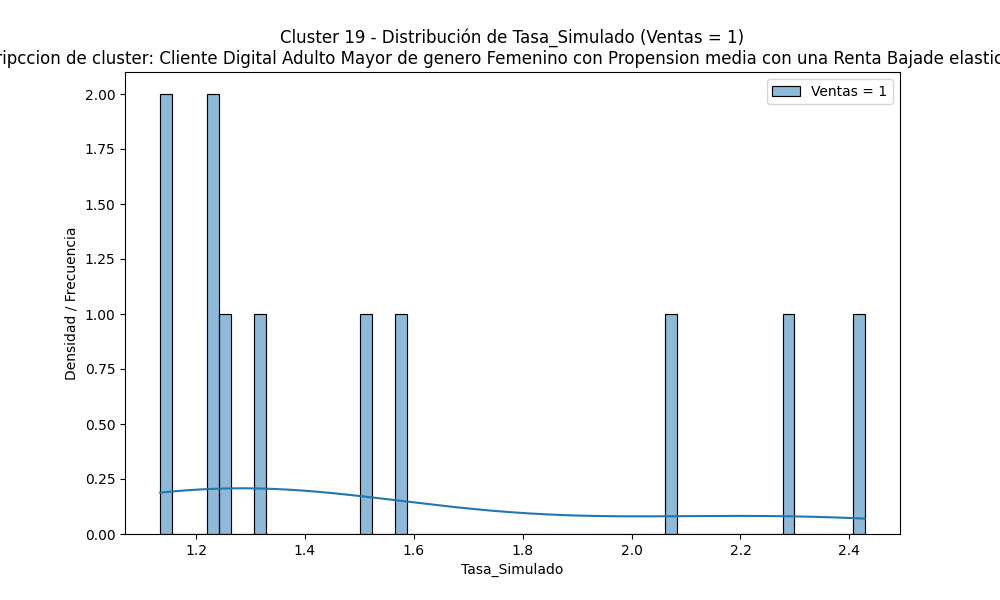 Cluster 19 - Distribución de Tasa_Simulado (Ventas = 1)
de cluster: Cliente Digital Adulto Mayor de genero Femenino con Propension media con una Renta Bajade
Ventas = 1
2.00
1.75
1.50
1.25
1.00
0.75
0.50
0.25
0.00
Densidad / Frecuencia
1.2 1.4 1.6 1.8 2.0 2.2 2.4
Tasa_Simulado